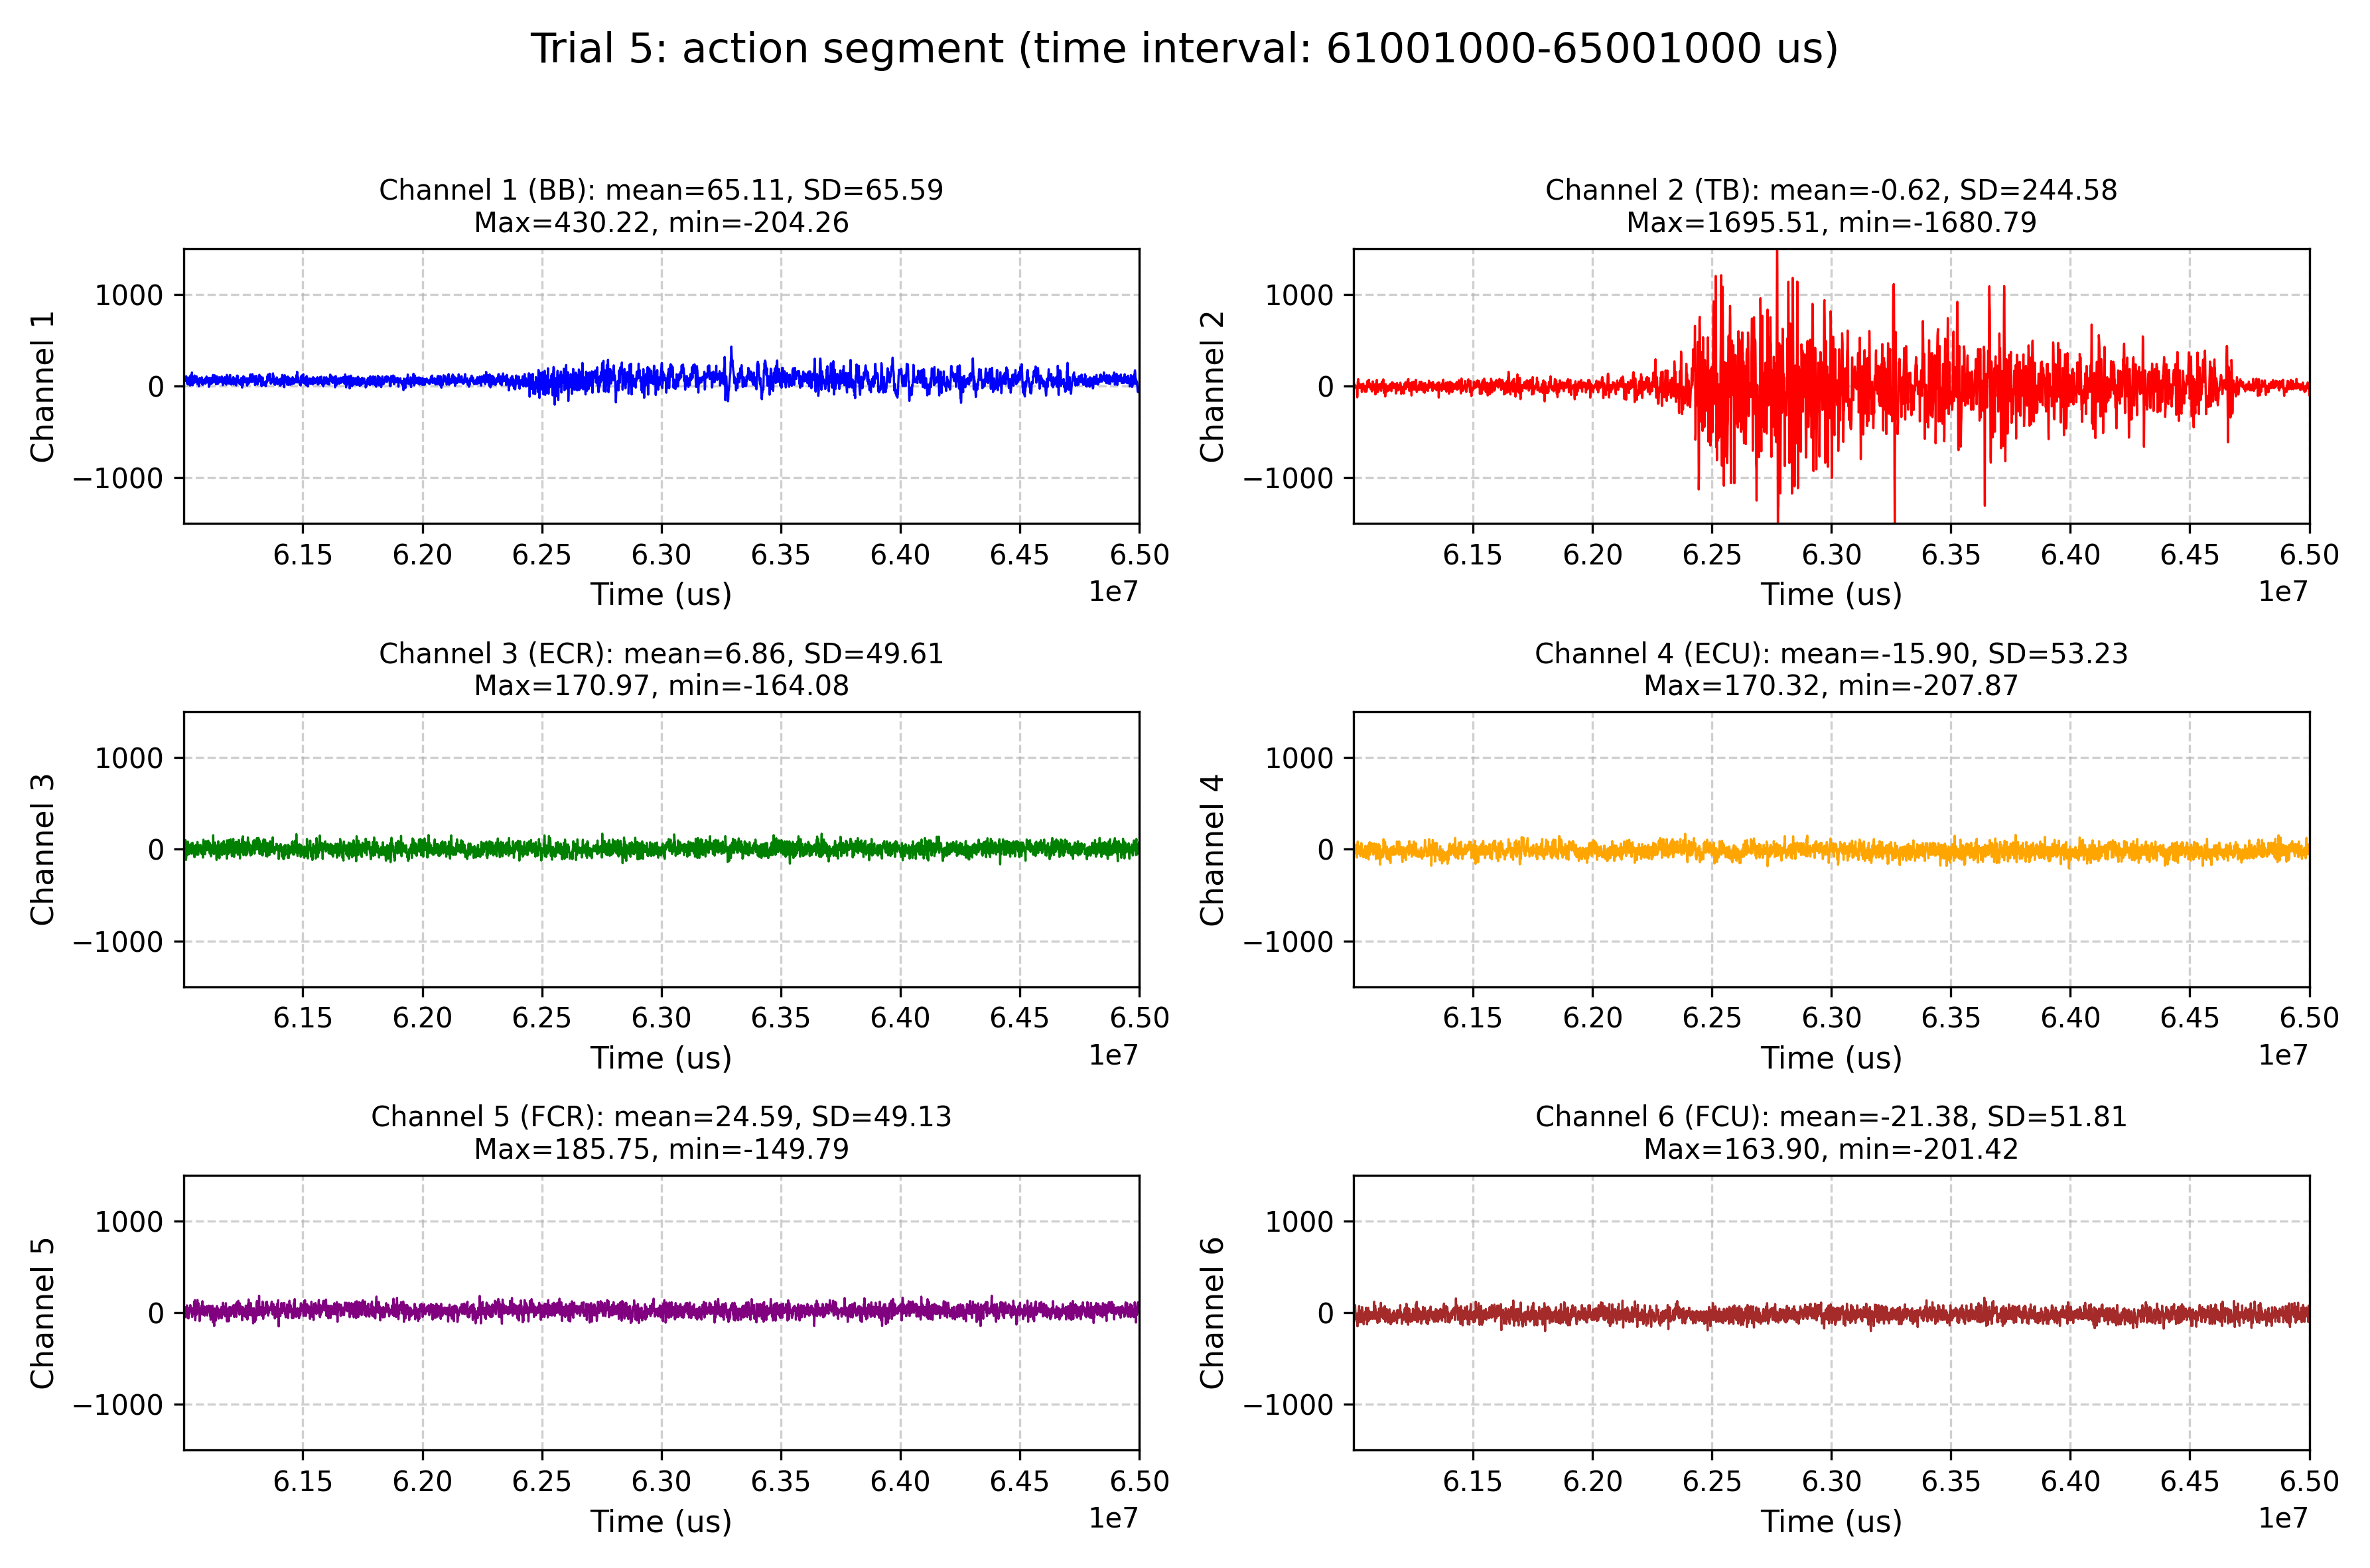 Trial 5: action segment (time interval: 61001000-65001000 us)
Channel 1 (BB): mean=65.11, SD=65.59
Max=430.22, min=-204.26
Channel 1
1000
0
−1000
6.15 6.20 6.25 6.30 6.35 6.40 6.45 6.50
Time (us)
1e7
Channel 2 (TB): mean=-0.62, SD=244.58
Max=1695.51, min=-1680.79
Channel 2
1000
0
−1000
6.15 6.20 6.25 6.30 6.35 6.40 6.45 6.50
Time (us)
1e7
Channel 3 (ECR): mean=6.86, SD=49.61
Max=170.97, min=-164.08
Channel 3
1000
0
−1000
6.15 6.20 6.25 6.30 6.35 6.40 6.45 6.50
Time (us)
1e7
Channel 4 (ECU): mean=-15.90, SD=53.23
Max=170.32, min=-207.87
Channel 4
1000
0
−1000
6.15 6.20 6.25 6.30 6.35 6.40 6.45 6.50
Time (us)
1e7
Channel 5 (FCR): mean=24.59, SD=49.13
Max=185.75, min=-149.79
Channel 5
1000
0
−1000
6.15 6.20 6.25 6.30 6.35 6.40 6.45 6.50
Time (us)
1e7
Channel 6 (FCU): mean=-21.38, SD=51.81
Max=163.90, min=-201.42
Channel 6
1000
0
−1000
6.15 6.20 6.25 6.30 6.35 6.40 6.45 6.50
Time (us)
1e7